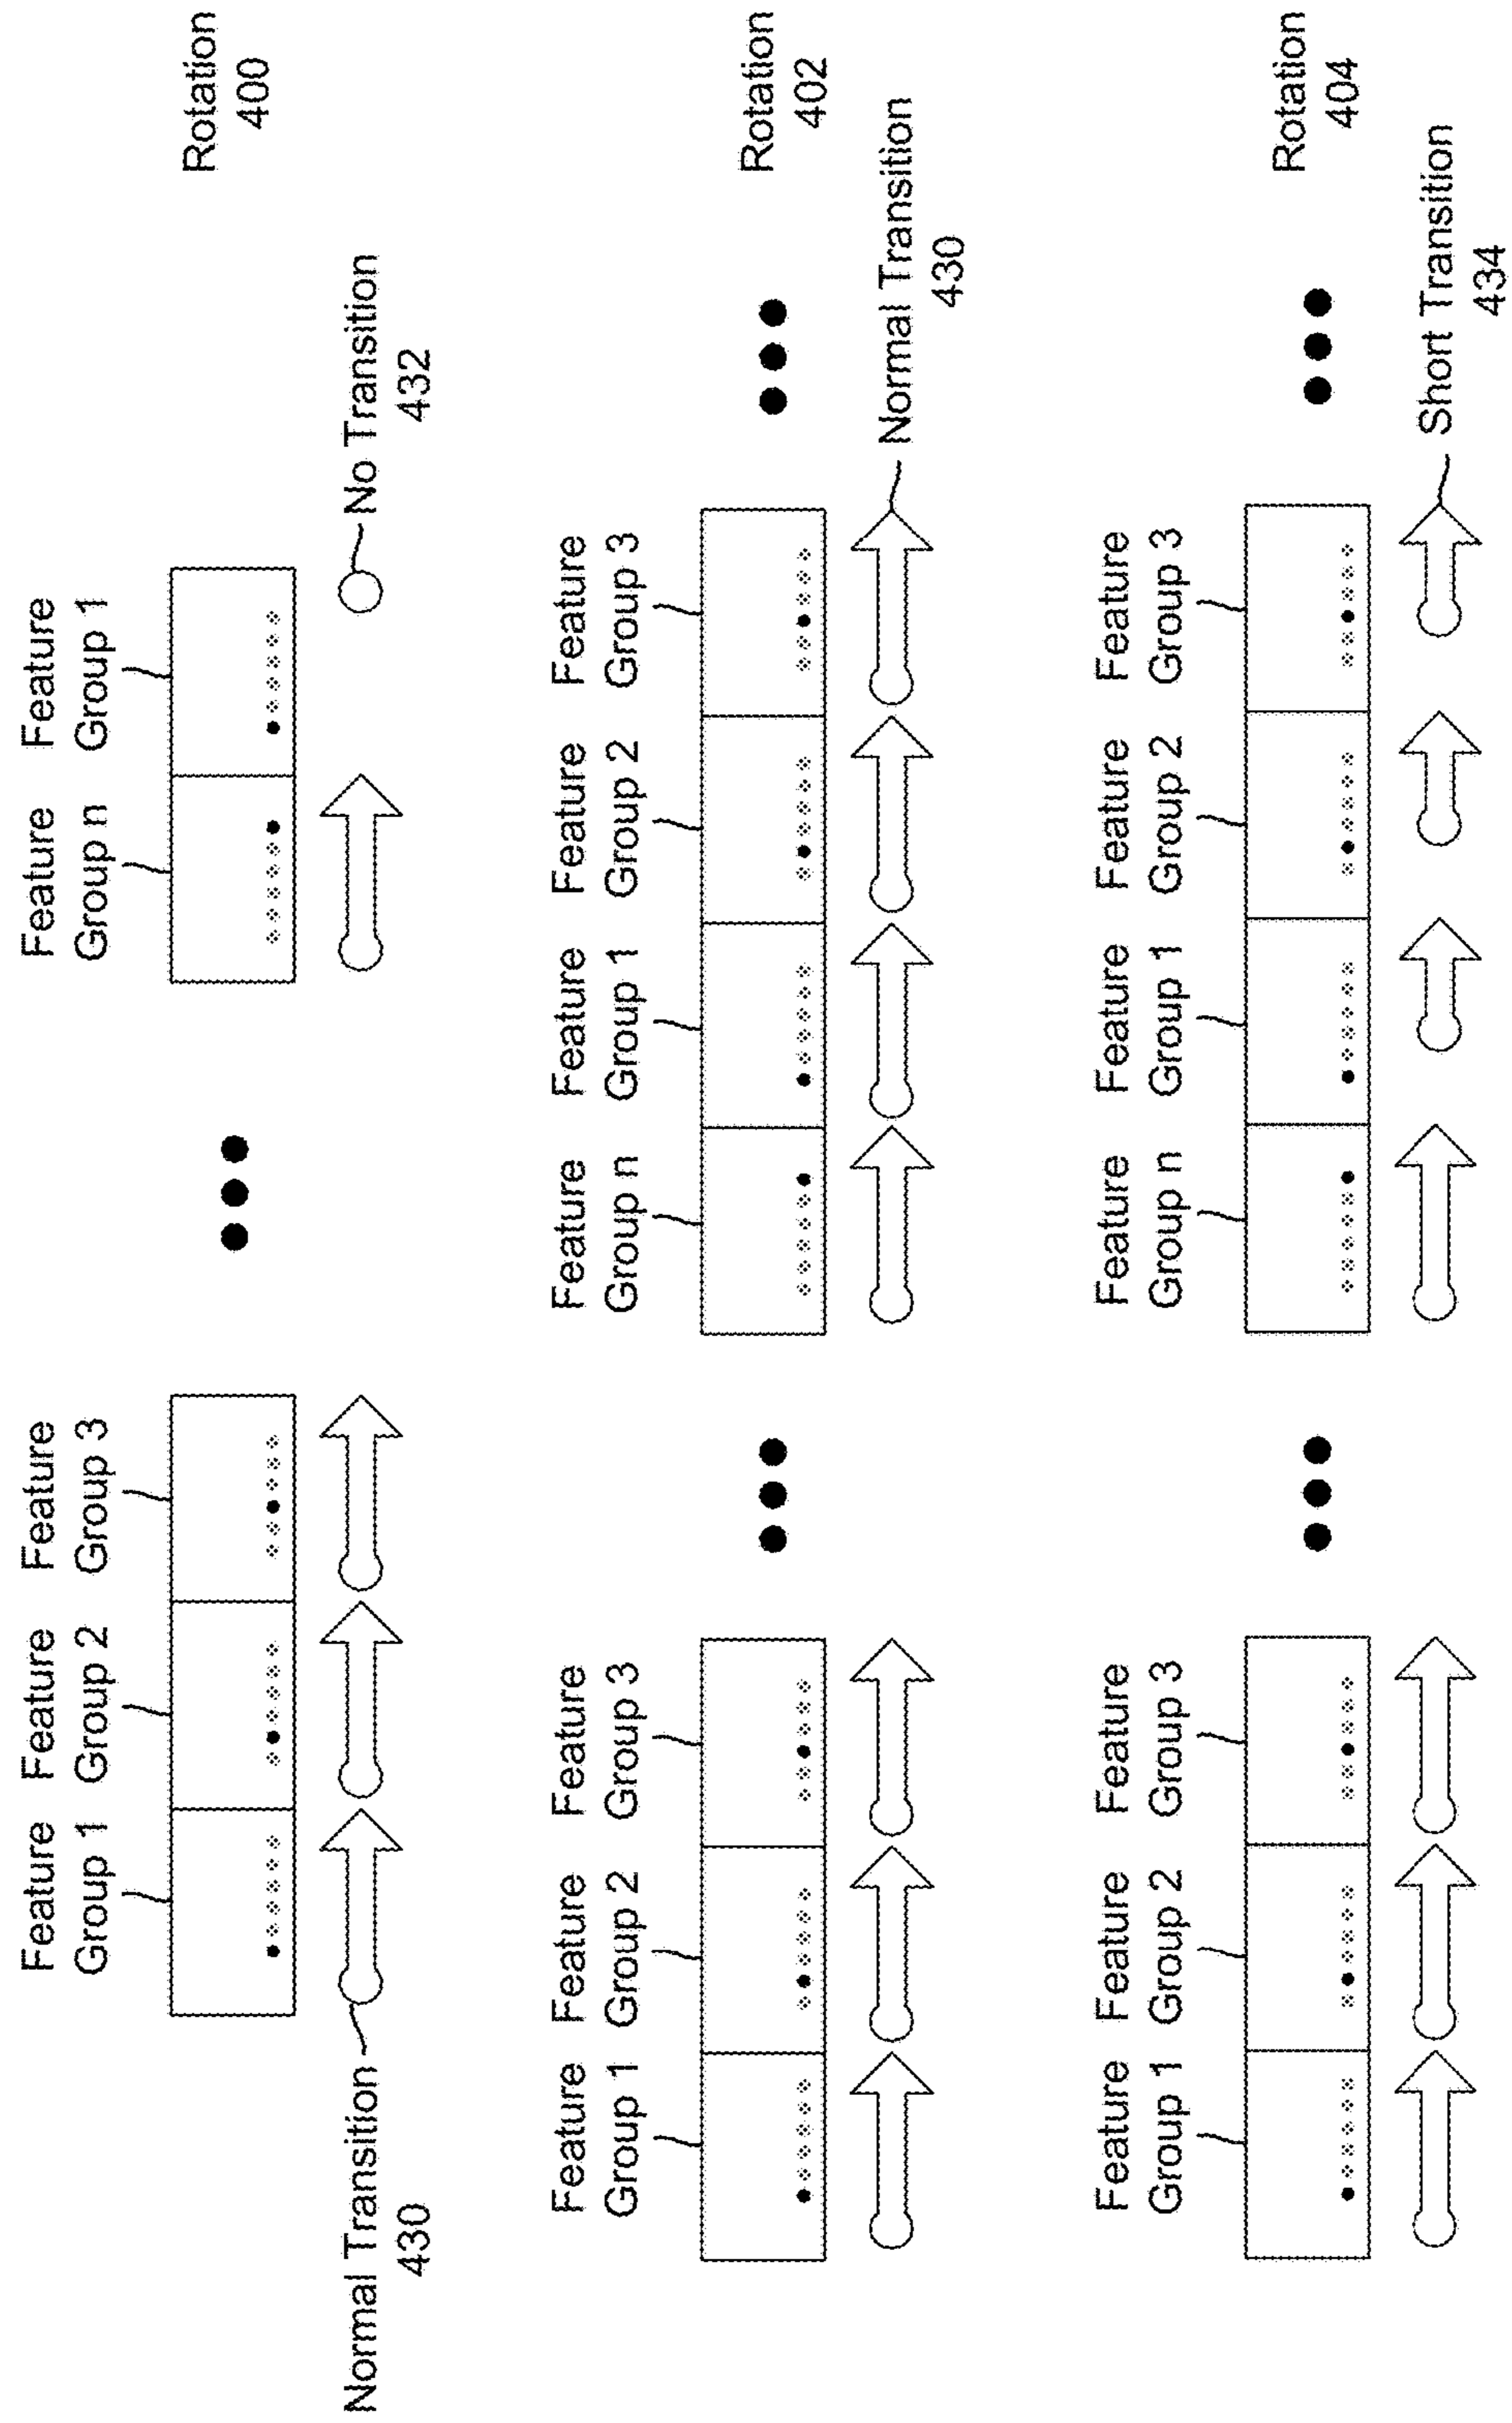 Feature
Group 1
Feature
Group 2
Feature
Group 3
Feature
Group n
Feature
Group 1
Rotation
400
Normal Transition
430
No Transition
432
Feature
Group 1
Feature
Group 2
Feature
Group 3
Feature
Group n
Feature
Group 1
Feature
Group 2
Feature
Group 3
Rotation
402
Normal Transition
430
Feature
Group 1
Feature
Group 2
Feature
Group 3
Feature
Group n
Feature
Group 1
Feature
Group 2
Feature
Group 3
Rotation
404
Short Transition
434